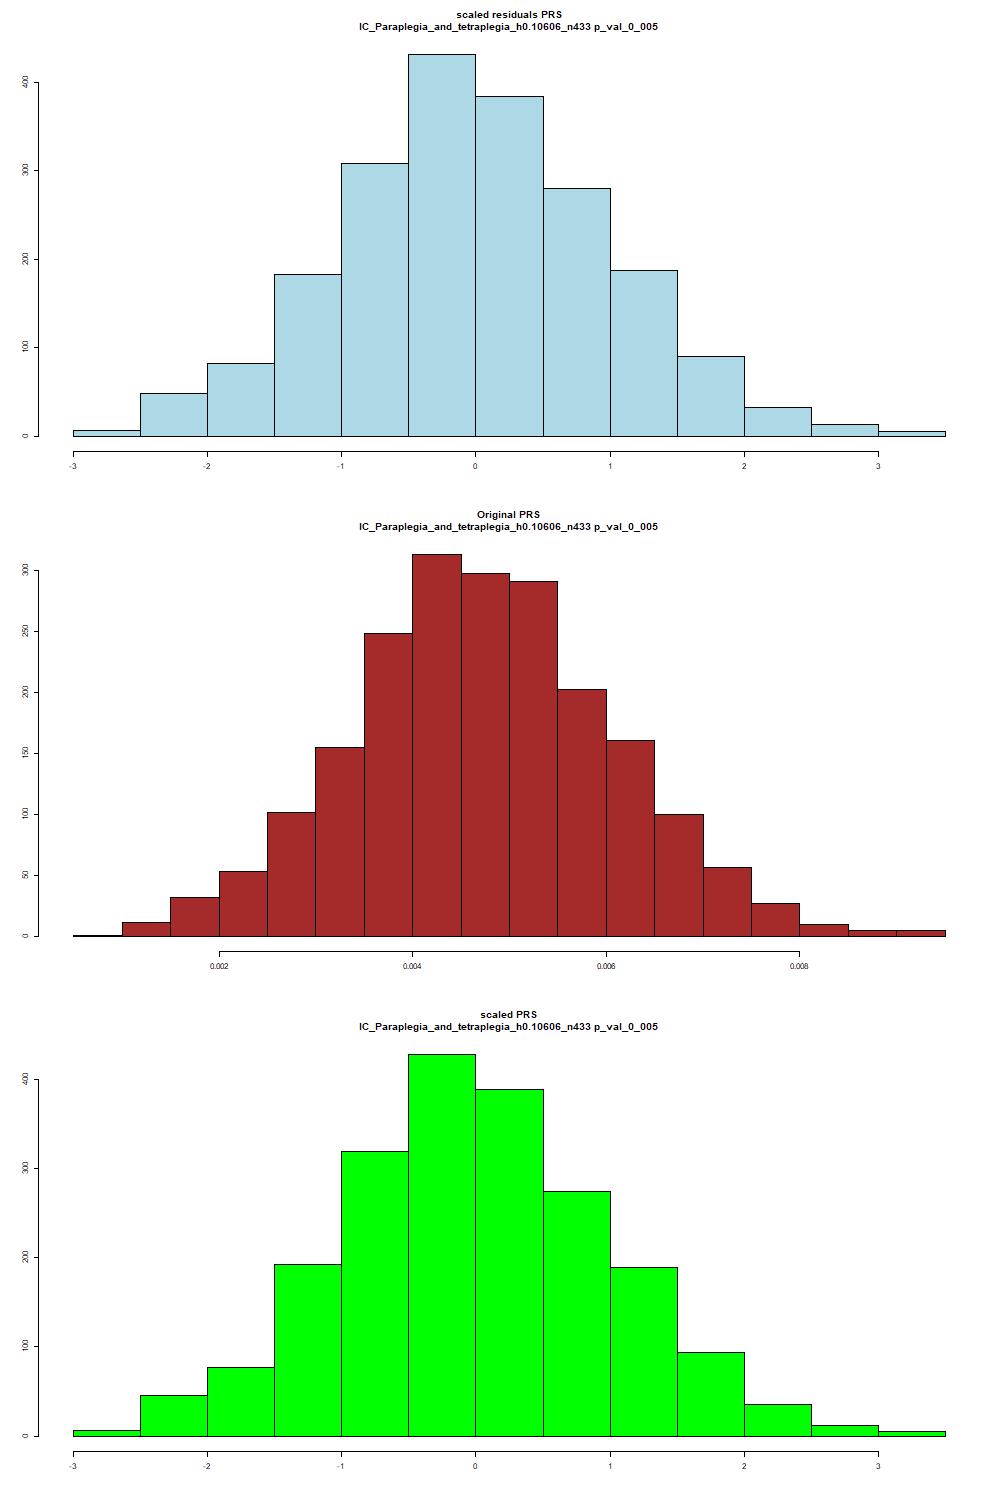 scaled residuals PRS
IC_Paraplegia_and_tetraplegia_h0.10606_n433 p_val_0_005
400
300
200
100
0
-3 -2 -1 0 1 2 3
Original PRS
IC_Paraplegia_and_tetraplegia_h0.10606_n433 p_val_0_005
300
250
200
150
100
50
0
0.002 0.004 0.006 0.008
scaled PRS
IC_Paraplegia_and_tetraplegia_h0.10606_n433 p_val_0_005
400
300
200
100
0
-3 -2 -1 0 1 2 3